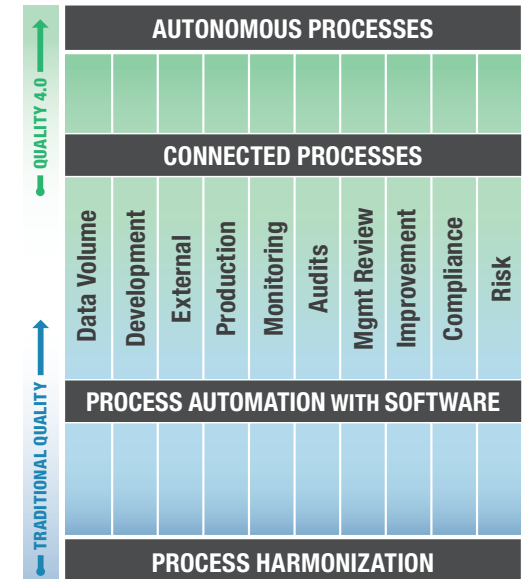 AUTONOMOUS PROCESSES
QUALITY 4.0
CONNECTED PROCESSES
Data Volume
Development
External
Production
Monitoring
Audits
Mgmt Review
Improvement
Compliance
Risk
TRADITIONAL QUALITY
PROCESS AUTOMATION WITH SOFTWARE
PROCESS HARMONIZATION